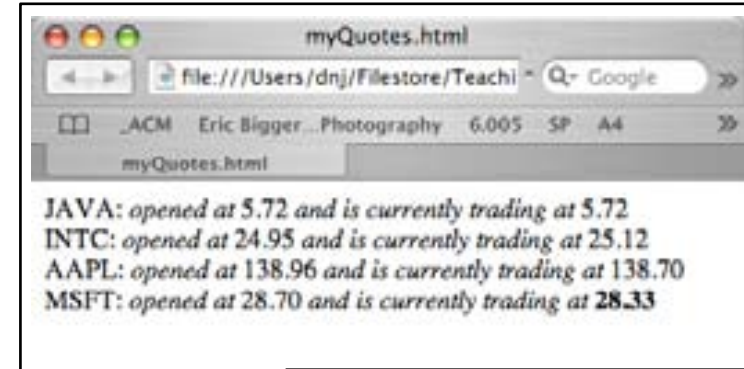 myQuotes.html
file:///Users/dnj/Filestore/Teachi Google
_ACM Eric Bigger...Photography 6.005 SP A4
myQuotes.html
JAVA: opened at 5.72 and is currently trading at 5.72
INTC: opened at 24.95 and is currently trading at 25.12
AAPL: opened at 138.96 and is currently trading at 138.70
MSFT: opened at 28.70 and is currently trading at 28.33